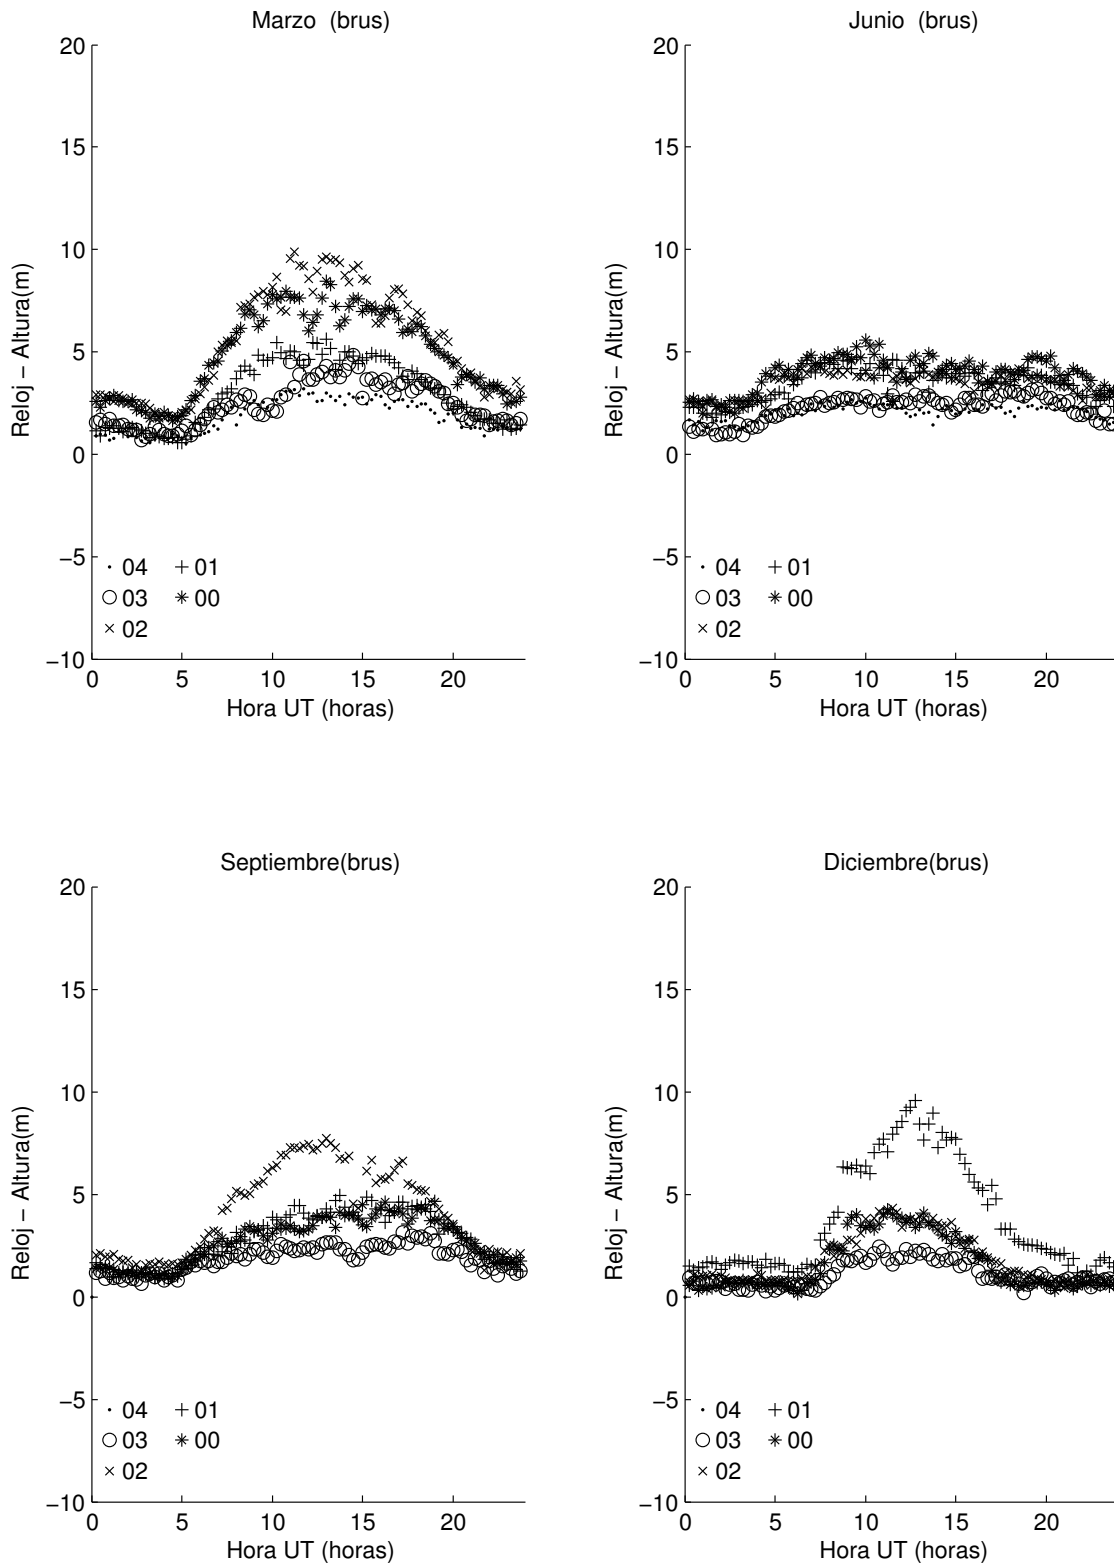 Marzo (brus)
20
15
10
5
0
−5
−10
Reloj − Altura(m)
04 01
03 00
02
0 5 10 15 20
Hora UT (horas)
Junio (brus)
20
15
10
5
0
−5
−10
Reloj − Altura(m)
04 01
03 00
02
0 5 10 15 20
Hora UT (horas)
Septiembre(brus)
20
15
10
5
0
−5
−10
Reloj − Altura(m)
04 01
03 00
02
0 5 10 15 20
Hora UT (horas)
Diciembre(brus)
20
15
10
5
0
−5
−10
Reloj − Altura(m)
04 01
03 00
02
0 5 10 15 20
Hora UT (horas)